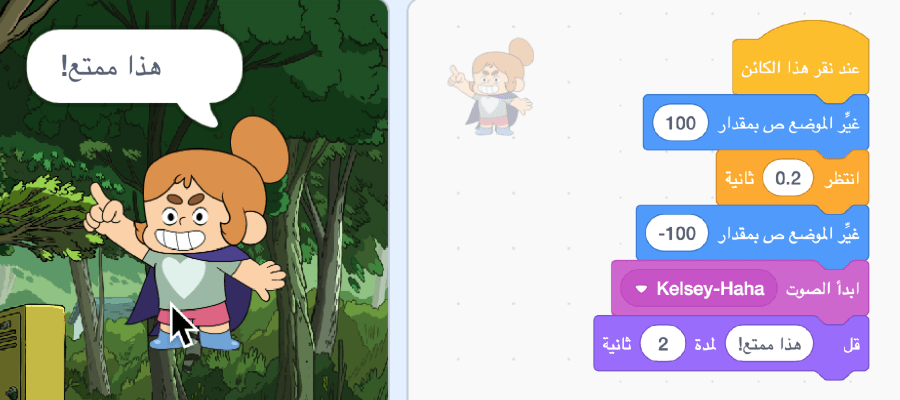 هذا ممتع!
عند نقر هذا الكائن
غيِّر الموضع ص بمقدار 100
انتظر 0.2 ثانية
غيِّر الموضع ص بمقدار -100
ابدأ الصوت Kelsey-Haha
قل هذا ممتع! لمدة 2 ثانية